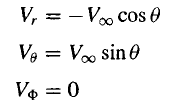 V_r = −V_∞ cos θ
V_θ = V_∞ sin θ
V_Φ = 0